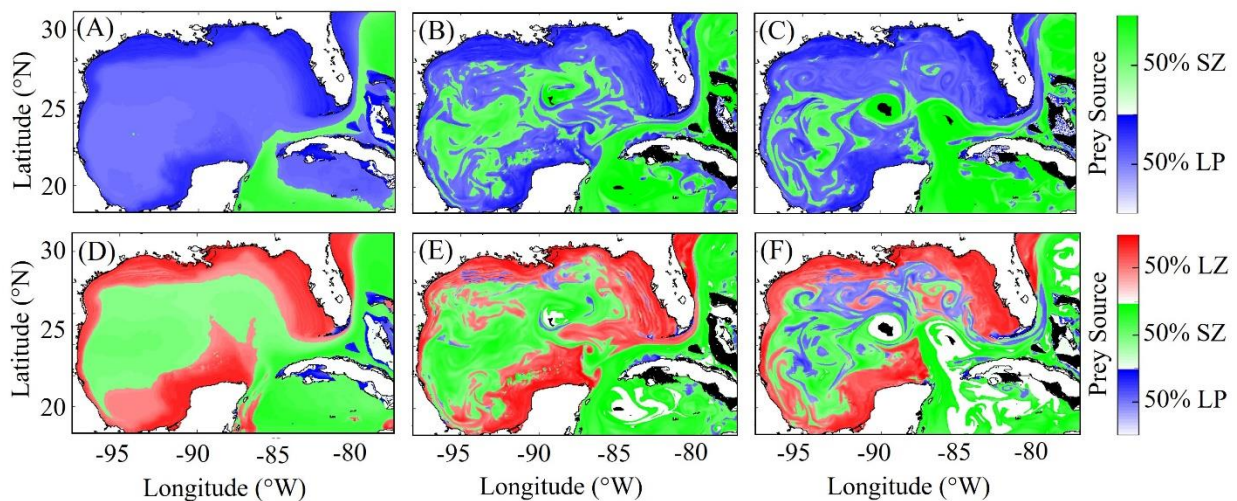 (A) (B) (C)
30
25
20
Latitude (°N)
50% SZ
50% LP
Prey Source
(D) (E) (F)
30
25
20
Latitude (°N)
50% LZ
50% SZ
50% LP
Prey Source
-95 -90 -85 -80 -95 -90 -85 -80 -95 -90 -85 -80
Longitude (°W) Longitude (°W) Longitude (°W)